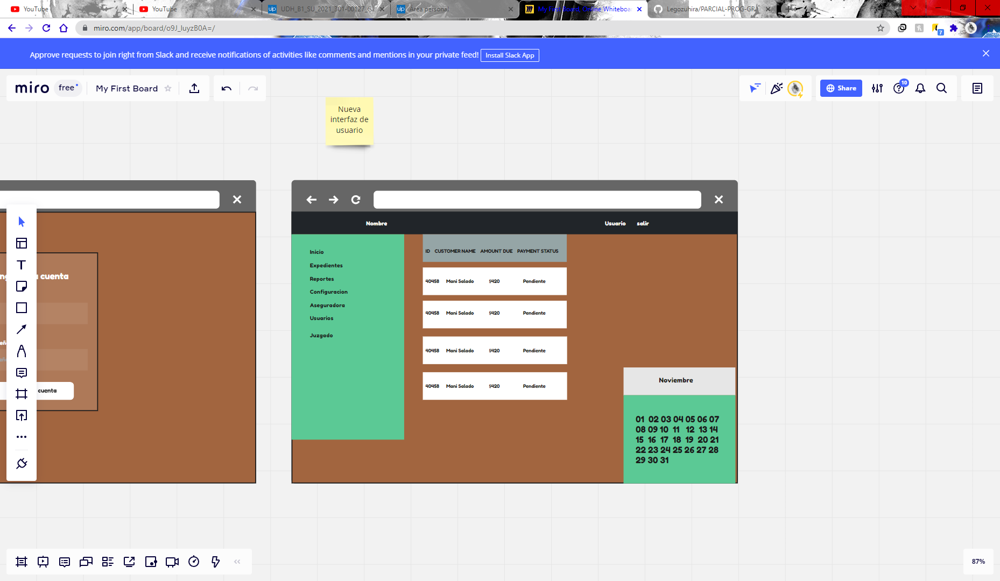 YouTube
YouTube
UDH_B1_SU_2021_301-00127_G
Área personal
My First Board, Online Whiteboa
Legozuhira/PARCIAL-PROG-GRA
miro.com/app/board/o9J_luyzB0A=/
7
Approve requests to join right from Slack and receive notifications of activities like comments and mentions in your private feed! Install Slack App
miro free My First Board
Share
10
Nueva
interfaz de
usuario
Nombre Usuario salir
Inicio
Expedientes
Reportes
Configuracion
Aseguradora
Usuarios
Juzgado
ID CUSTOMER NAME AMOUNT DUE PAYMENT STATUS
40458 Mani Salado $420 Pendiente
40458 Mani Salado $420 Pendiente
40458 Mani Salado $420 Pendiente
40458 Mani Salado $420 Pendiente
cuenta
cuenta
Noviembre
01 02 03 04 05 06 07
08 09 10 11 12 13 14
15 16 17 18 19 20 21
22 23 24 25 26 27 28
29 30 31
87%